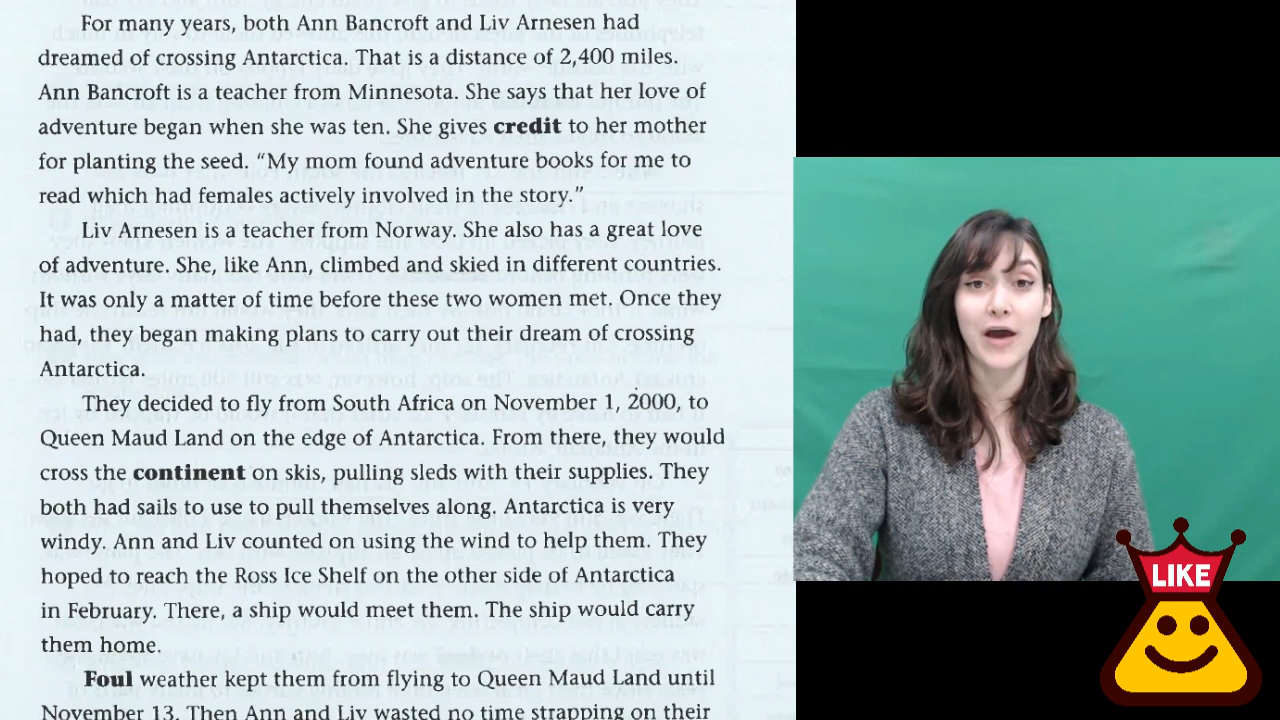 For many years, both Ann Bancroft and Liv Arnesen had
dreamed of crossing Antarctica. That is a distance of 2,400 miles.
Ann Bancroft is a teacher from Minnesota. She says that her love of
adventure began when she was ten. She gives credit to her mother
for planting the seed. “My mom found adventure books for me to
read which had females actively involved in the story.”
Liv Arnesen is a teacher from Norway. She also has a great love
of adventure. She, like Ann, climbed and skied in different countries.
It was only a matter of time before these two women met. Once they
had, they began making plans to carry out their dream of crossing
Antarctica.
They decided to fly from South Africa on November 1, 2000, to
Queen Maud Land on the edge of Antarctica. From there, they would
cross the continent on skis, pulling sleds with their supplies. They
both had sails to use to pull themselves along. Antarctica is very
windy. Ann and Liv counted on using the wind to help them. They
hoped to reach the Ross Ice Shelf on the other side of Antarctica
in February. There, a ship would meet them. The ship would carry
them home.
Foul weather kept them from flying to Queen Maud Land until
November 13. Then Ann and Liv wasted no time strapping on their
LIKE